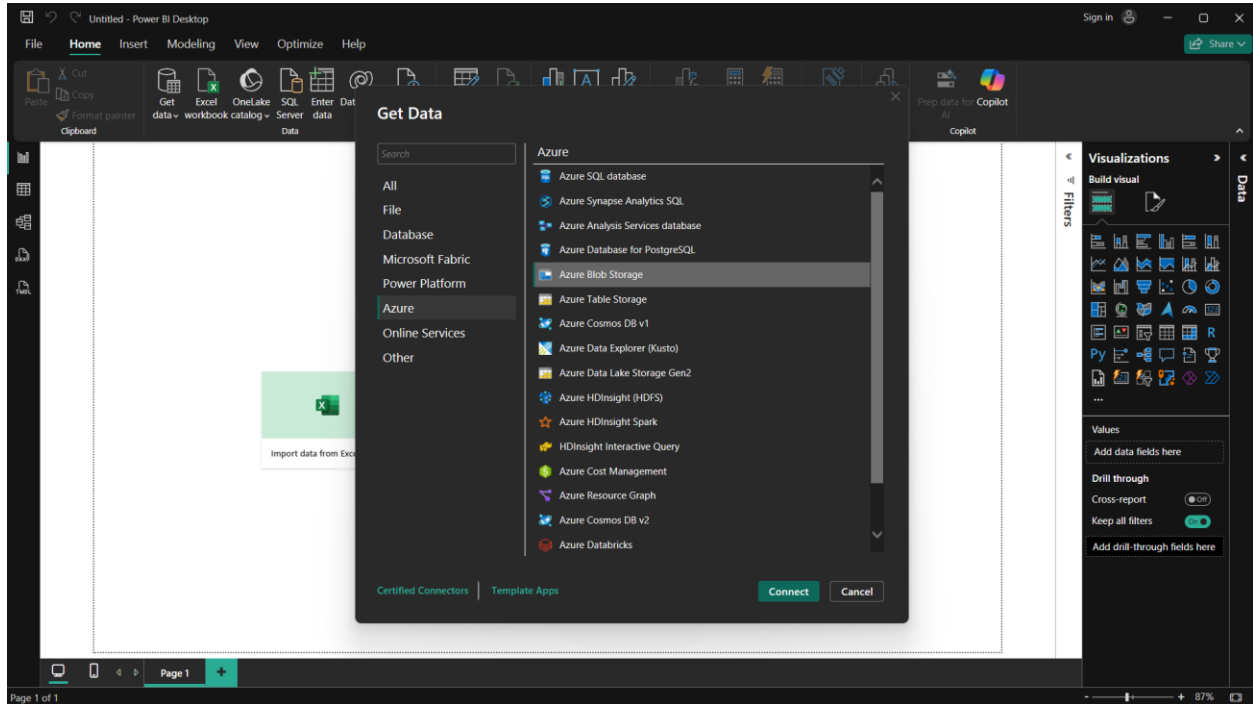 Untitled - Power BI Desktop
Sign in
File Home Insert Modeling View Optimize Help
Share
Paste
Cut
Copy
Format painter
Clipboard
Get data
Excel workbook
OneLake catalog
SQL Server
Enter data
Dat
Data
Prep data for AI
Copilot
Copilot
Get Data
Search
All
File
Database
Microsoft Fabric
Power Platform
Azure
Online Services
Other
Azure
Azure SQL database
Azure Synapse Analytics SQL
Azure Analysis Services database
Azure Database for PostgreSQL
Azure Blob Storage
Azure Table Storage
Azure Cosmos DB v1
Azure Data Explorer (Kusto)
Azure Data Lake Storage Gen2
Azure HDInsight (HDFS)
Azure HDInsight Spark
HDInsight Interactive Query
Azure Cost Management
Azure Resource Graph
Azure Cosmos DB v2
Azure Databricks
Certified Connectors
Template Apps
Connect
Cancel
Import data from Exce
Filters
Visualizations
Build visual
R
Py
...
Values
Add data fields here
Drill through
Cross-report
Off
Keep all filters
On
Add drill-through fields here
Data
Page 1
+
Page 1 of 1
- + 87%